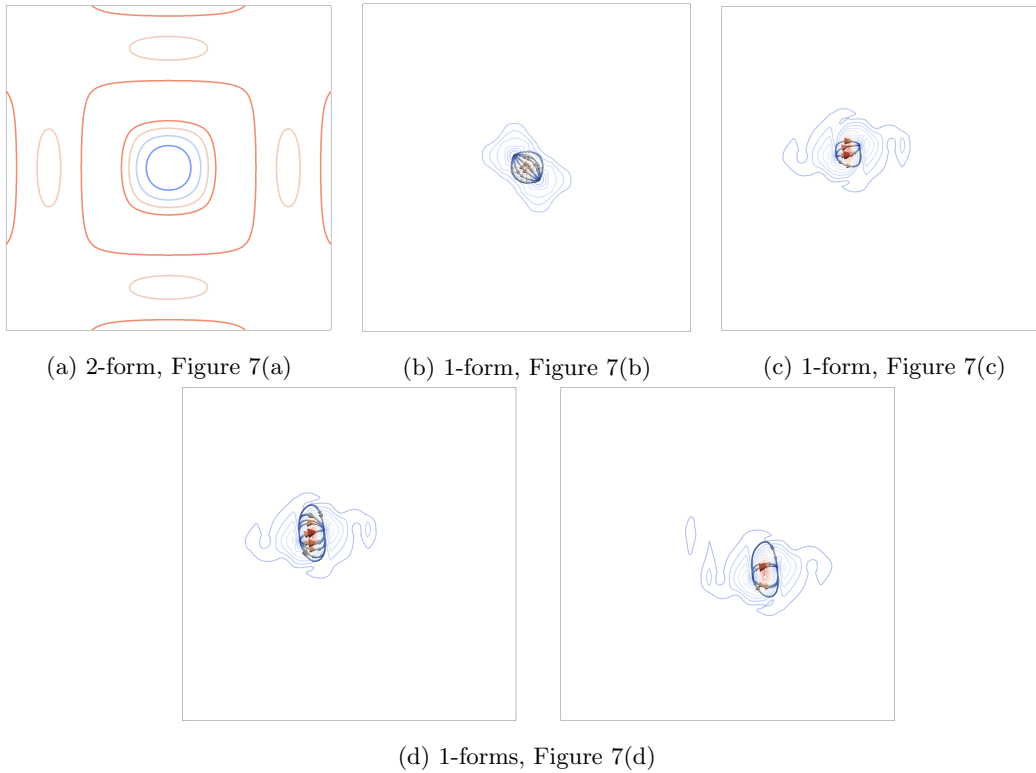 (a) 2-form, Figure 7(a)
(b) 1-form, Figure 7(b)
(c) 1-form, Figure 7(c)
(d) 1-forms, Figure 7(d)